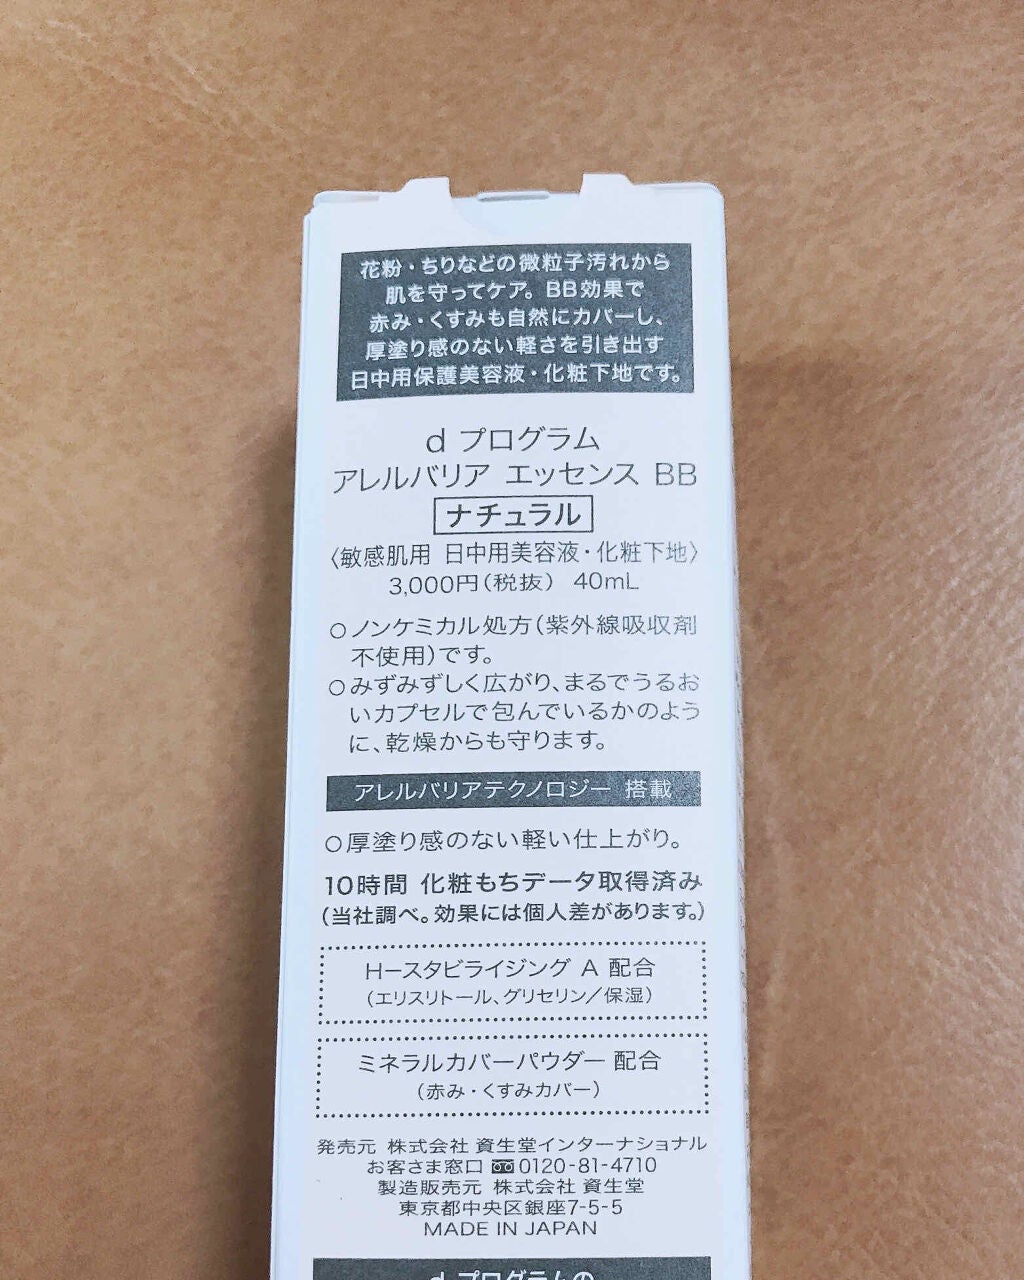 花粉・ちりなどの微粒子汚れから
肌を守ってケア。BB効果で
赤み・くすみも自然にカバーし、
厚塗り感のない軽さを引き出す
日中用保護美容液・化粧下地です。
d プログラム
アレルバリア エッセンス BB
ナチュラル
〈敏感肌用 日中用美容液・化粧下地〉
3,000円(税抜) 40mL
○ノンケミカル処方(紫外線吸収剤
不使用)です。
○みずみずしく広がり、まるでうるお
いカプセルで包んでいるかのよう
に、乾燥からも守ります。
アレルバリアテクノロジー 搭載
○厚塗り感のない軽い仕上がり。
10時間 化粧もちデータ取得済み
(当社調べ。効果には個人差があります。)
H-スタビライジング A 配合
(エリスリトール、グリセリン/保湿)
ミネラルカバーパウダー 配合
(赤み・くすみカバー)
発売元 株式会社 資生堂インターナショナル
お客さま窓口 0120-81-4710
製造販売元 株式会社 資生堂
東京都中央区銀座7-5-5
MADE IN JAPAN
d プログラムの